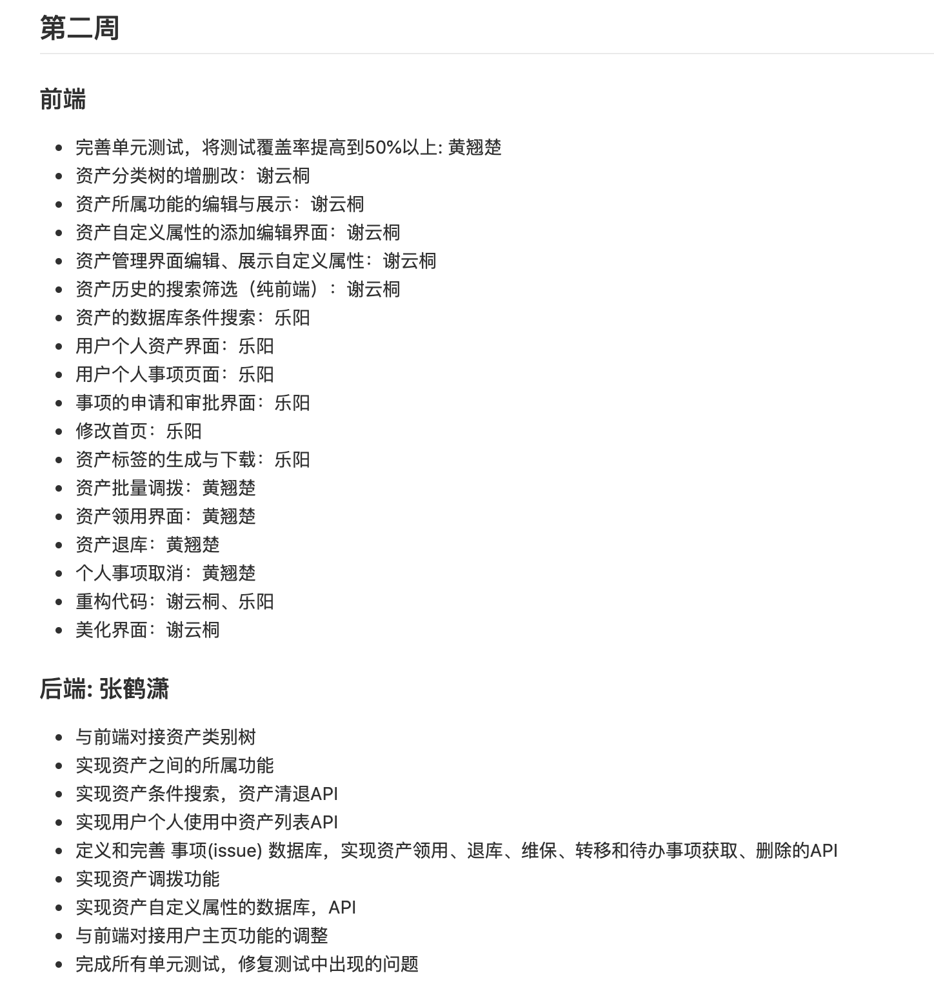 第二周
前端
完善单元测试，将测试覆盖率提高到50%以上: 黄翘楚
资产分类树的增删改：谢云桐
资产所属功能的编辑与展示：谢云桐
资产自定义属性的添加编辑界面：谢云桐
资产管理界面编辑、展示自定义属性：谢云桐
资产历史的搜索筛选（纯前端）：谢云桐
资产的数据库条件搜索：乐阳
用户个人资产界面：乐阳
用户个人事项页面：乐阳
事项的申请和审批界面：乐阳
修改首页：乐阳
资产标签的生成与下载：乐阳
资产批量调拨：黄翘楚
资产领用界面：黄翘楚
资产退库：黄翘楚
个人事项取消：黄翘楚
重构代码：谢云桐、乐阳
美化界面：谢云桐
后端: 张鹤潇
与前端对接资产类别树
实现资产之间的所属功能
实现资产条件搜索，资产清退API
实现用户个人使用中资产列表API
定义和完善 事项(issue) 数据库，实现资产领用、退库、维保、转移和待办事项获取、删除的API
实现资产调拨功能
实现资产自定义属性的数据库，API
与前端对接用户主页功能的调整
完成所有单元测试，修复测试中出现的问题